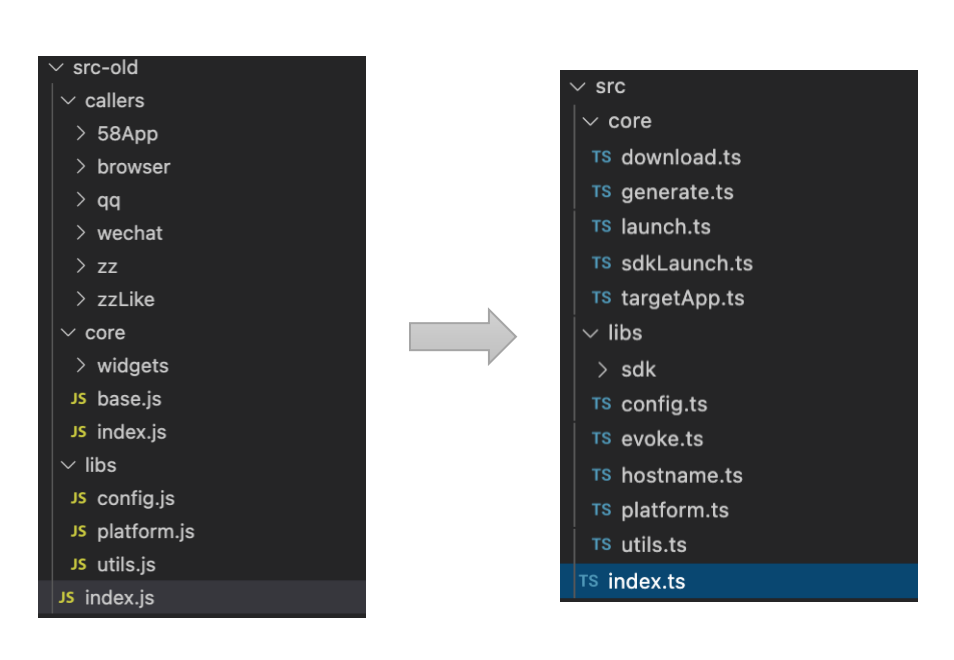 src-old
callers
58App
browser
qq
wechat
zz
zzLike
core
widgets
JS base.js
JS index.js
libs
JS config.js
JS platform.js
JS utils.js
JS index.js
src
core
TS download.ts
TS generate.ts
TS launch.ts
TS sdkLaunch.ts
TS targetApp.ts
libs
sdk
TS config.ts
TS evoke.ts
TS hostname.ts
TS platform.ts
TS utils.ts
TS index.ts